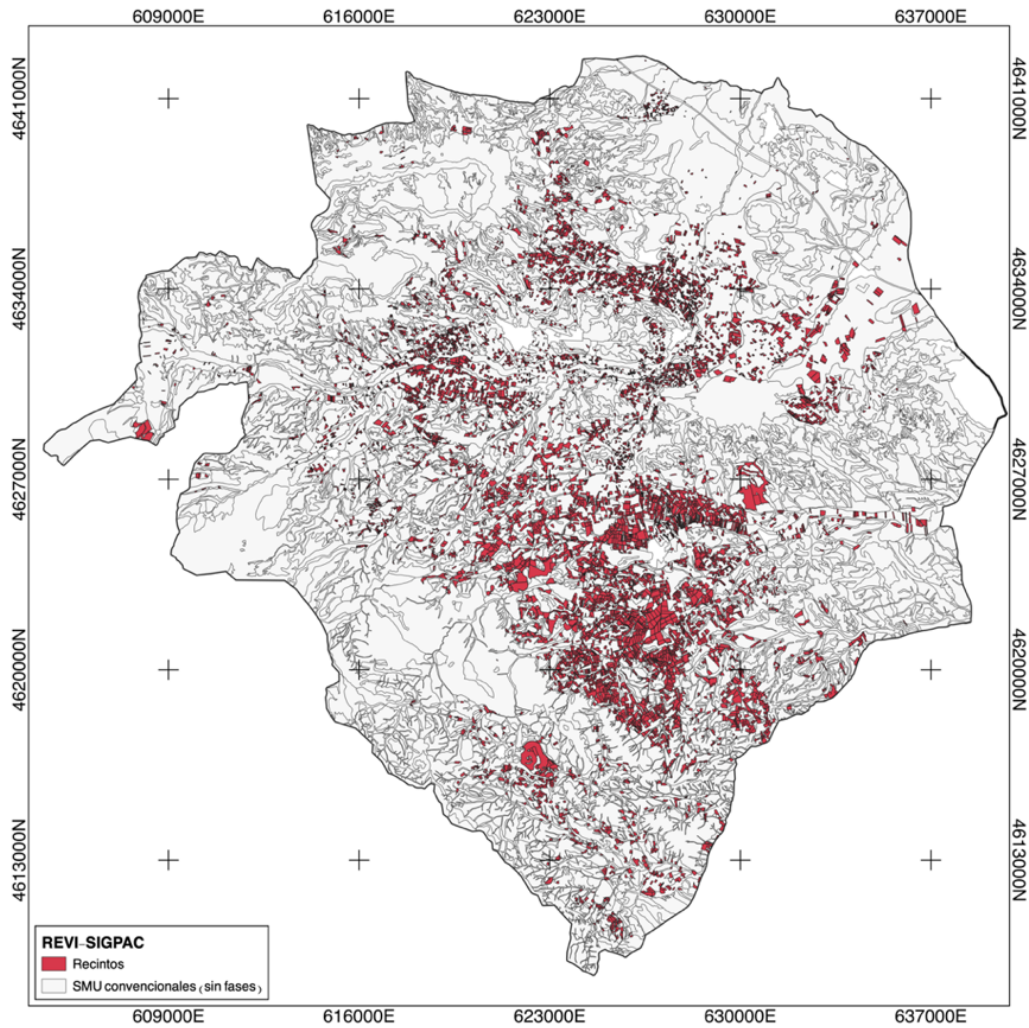 609000E 616000E 623000E 630000E 637000E
4641000N 4641000N
4634000N 4634000N
4627000N 4627000N
4620000N 4620000N
4613000N 4613000N
REVI-SIGPAC
Recintos
SMU convencionales (sin fases)
609000E 616000E 623000E 630000E 637000E